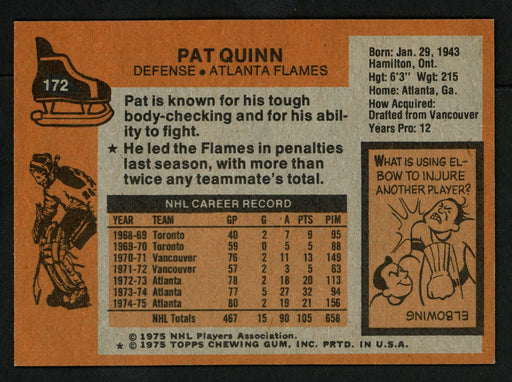 172
PAT QUINN
DEFENSE • ATLANTA FLAMES
Pat is known for his tough
body-checking and for his abil-
ity to fight.
★ He led the Flames in penalties
last season, with more than
twice any teammate's total.
NHL CAREER RECORD
YEAR TEAM GP G A PTS PIM
1968-69 Toronto 40 2 7 9 95
1969-70 Toronto 59 0 5 5 88
1970-71 Vancouver 76 2 11 13 149
1971-72 Vancouver 57 2 3 5 63
1972-73 Atlanta 78 2 18 20 113
1973-74 Atlanta 77 5 27 32 94
1974-75 Atlanta 80 2 19 21 156
NHL Totals 467 15 90 105 658
© 1975 NHL Players Association.
★ © 1975 TOPPS CHEWING GUM, INC. PRTD. IN U.S.A.
Born: Jan. 29, 1943
Hamilton, Ont.
Hgt: 6'3" Wgt: 215
Home: Atlanta, Ga.
How Acquired:
Drafted from Vancouver
Years Pro: 12
WHAT IS USING EL-
BOW TO INJURE
ANOTHER PLAYER?
ELBOWING